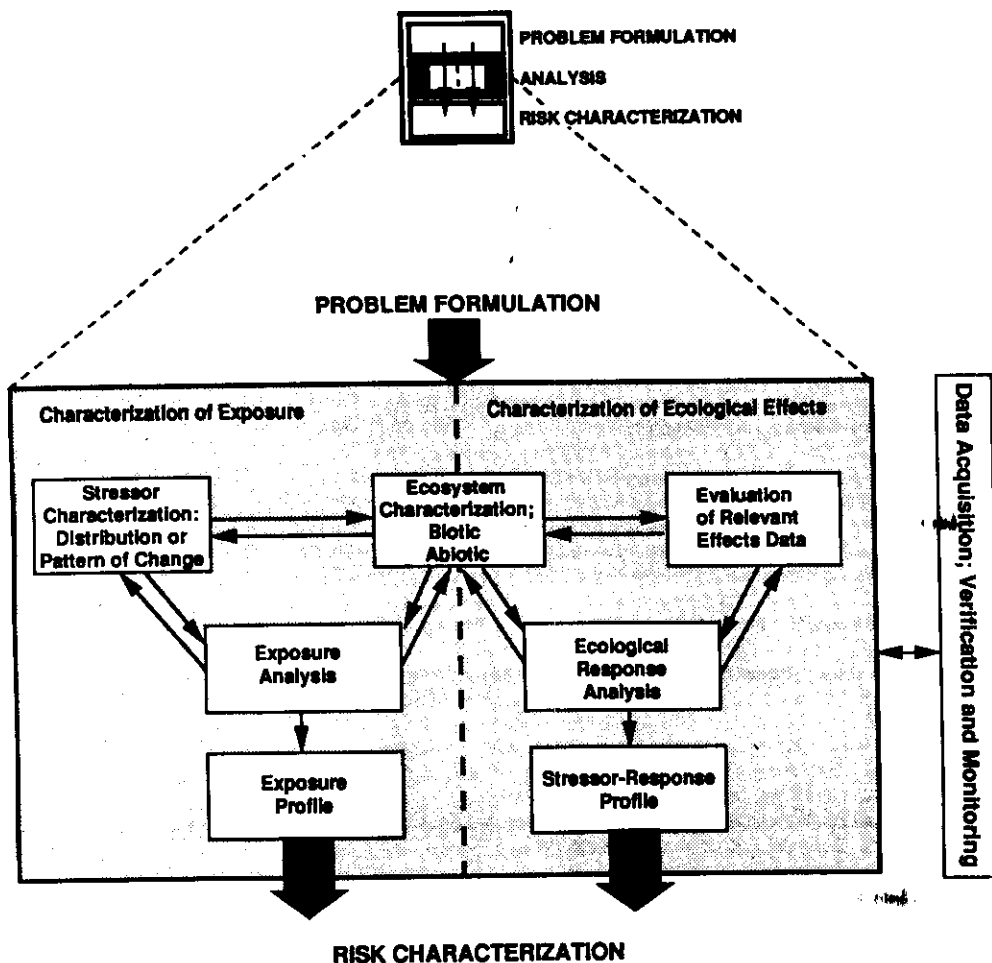 PROBLEM FORMULATION
ANALYSIS
RISK CHARACTERIZATION
PROBLEM FORMULATION
Characterization of Exposure
Characterization of Ecological Effects
Stressor
Characterization:
Distribution or
Pattern of Change
Ecosystem
Characterization;
Biotic
Abiotic
Evaluation
of Relevant
Effects Data
Exposure
Analysis
Ecological
Response
Analysis
Exposure
Profile
Stressor-Response
Profile
Data Acquisition; Verification and Monitoring
RISK CHARACTERIZATION